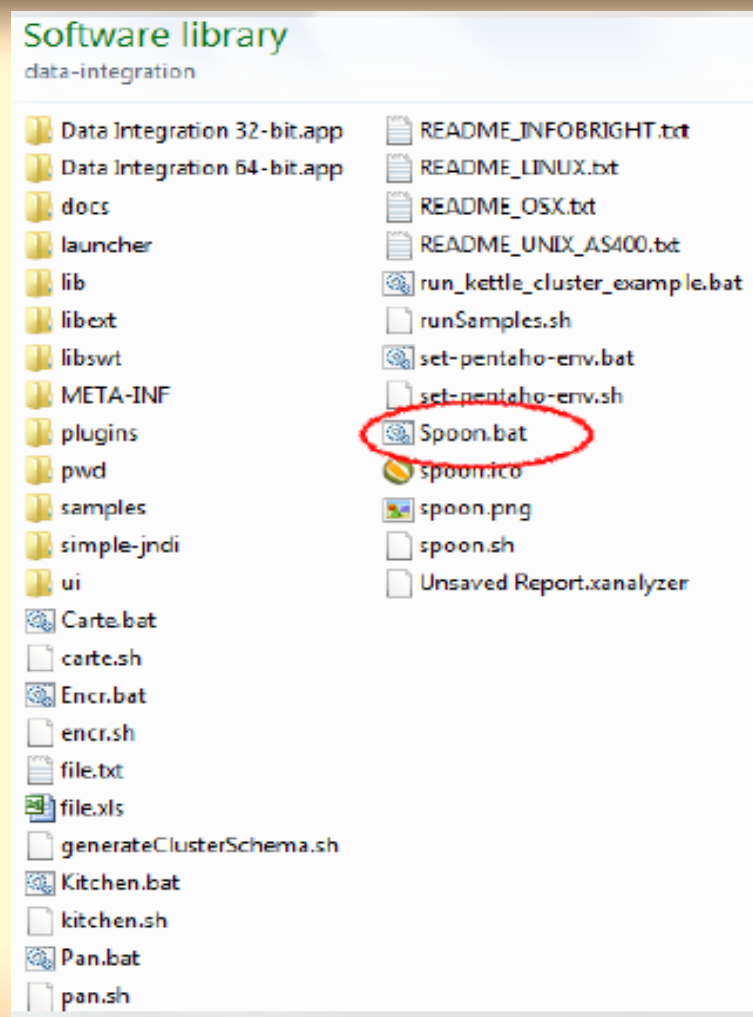 Software library
data-integration
Data Integration 32-bit.app
Data Integration 64-bit.app
docs
launcher
lib
libext
libswt
META-INF
plugins
pwd
samples
simple-jndi
ui
Carte.bat
carte.sh
Encr.bat
encr.sh
file.txt
file.xls
generateClusterSchema.sh
Kitchen.bat
kitchen.sh
Pan.bat
pan.sh
README_INFOBRIGHT.txt
README_LINUX.txt
README_OSX.txt
README_UNIX_AS400.txt
run_kettle_cluster_example.bat
runSamples.sh
set-pentaho-env.bat
set-pentaho-env.sh
Spoon.bat
spoon.ico
spoon.png
spoon.sh
Unsaved Report.xanalyzer